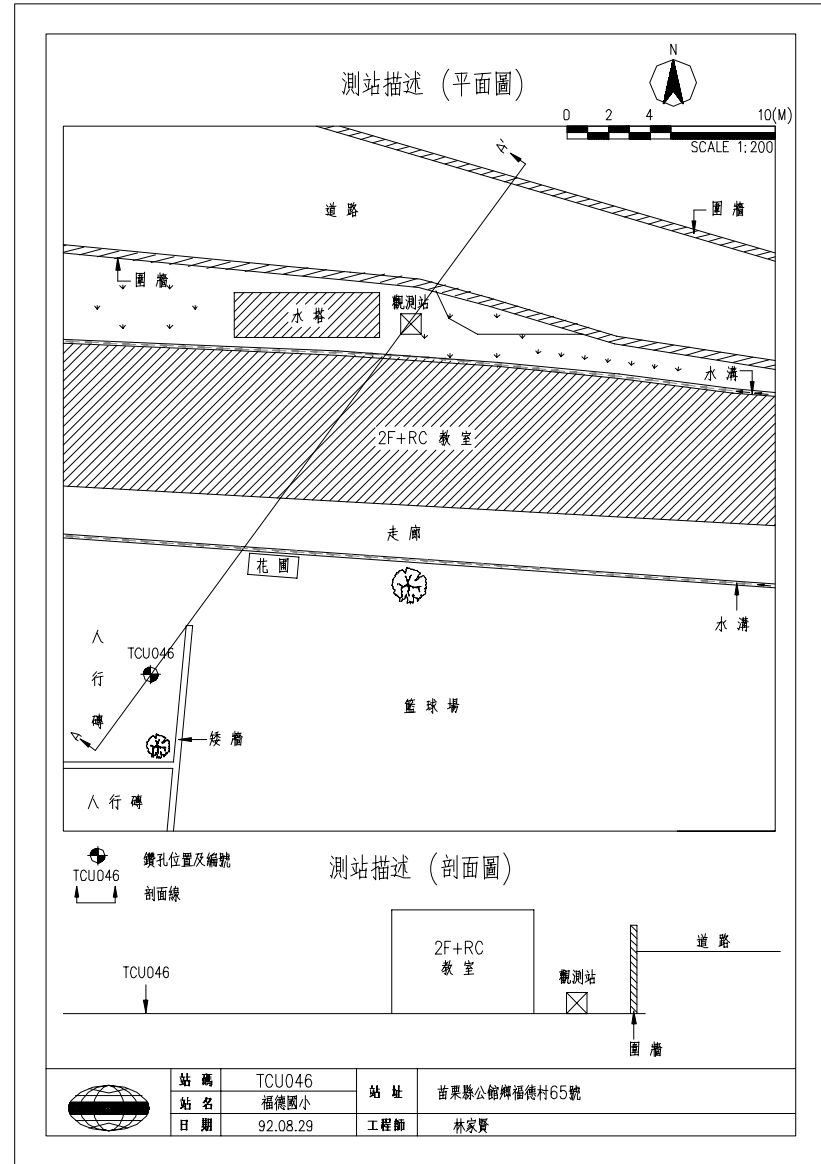 測站描述 (平面圖)
N
0 2 4 10(M)
SCALE 1:200
A'
道路
圍牆
圍牆
水塔
觀測站
水溝
2F+RC 教室
走廊
花圃
水溝
人行磚
TCU046
籃球場
A
矮牆
人行磚
TCU046
鑽孔位置及編號
剖面線
測站描述 (剖面圖)
2F+RC
教室
道路
TCU046
觀測站
圍牆
站碼 TCU046
站名 福德國小
日期 92.08.29
站址 苗栗縣公館鄉福德村65號
工程師 林家賢